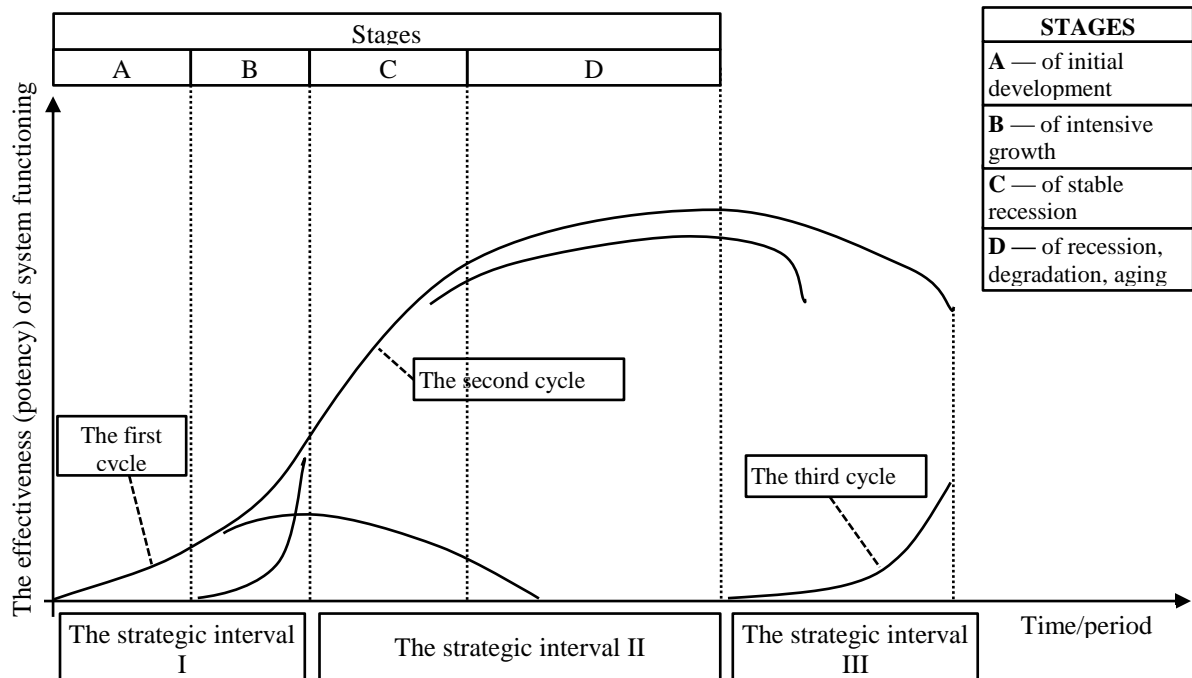 Stages
A B C D
STAGES
A — of initial
development
B — of intensive
growth
C — of stable
recession
D — of recession,
degradation, aging
The effectiveness (potency) of system functioning
The second cycle
The first
cycle
The third cycle
The strategic interval
I
The strategic interval II
The strategic interval
III
Time/period